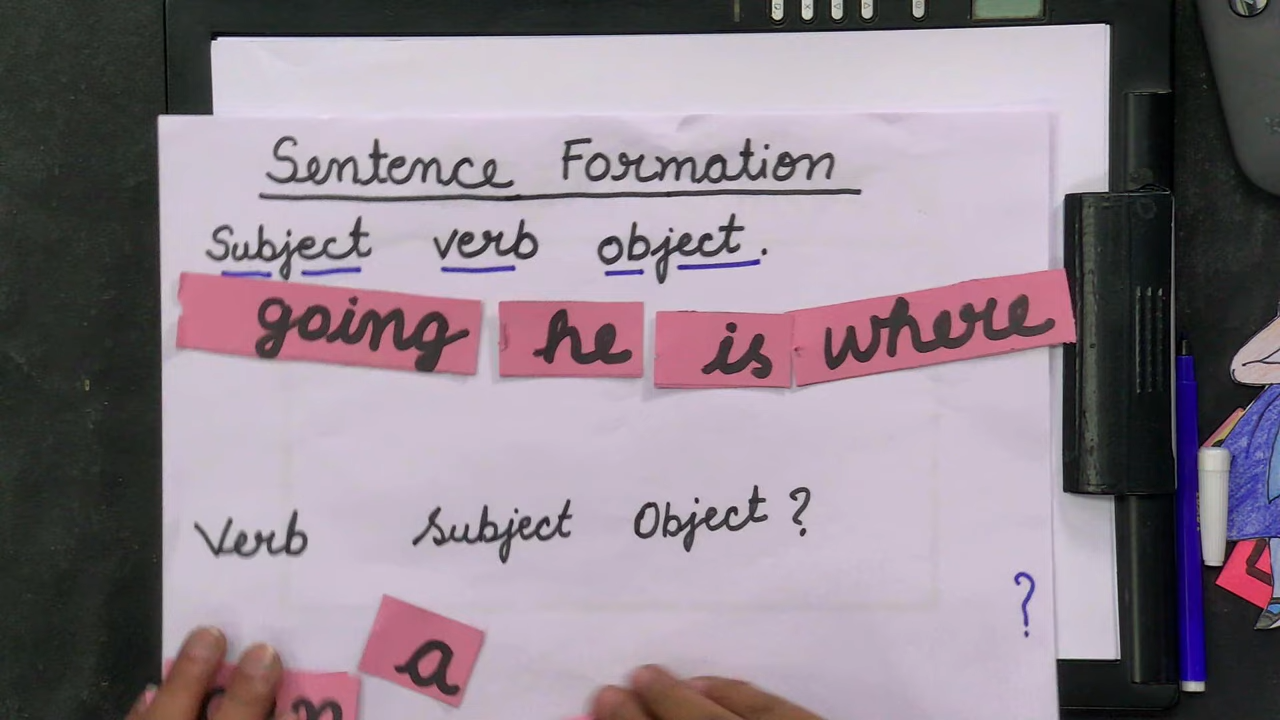 Sentence Formation
Subject verb object.
going he is where
Verb Subject Object ?
?
a